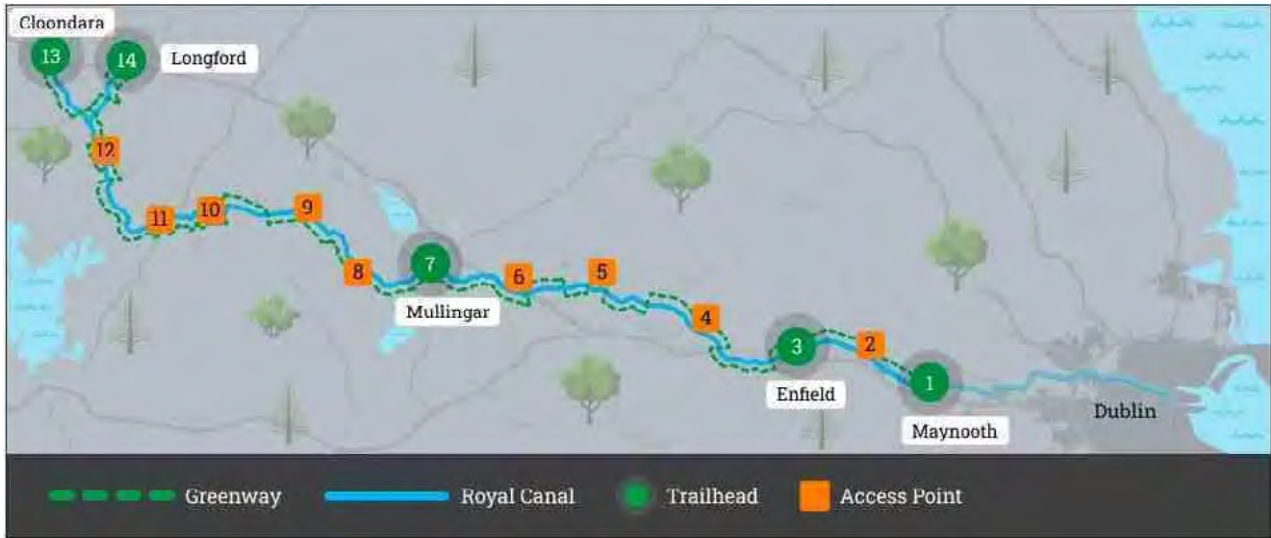 Cloondara
13
14
Longford
12
11
10
9
8
7
Mullingar
6
5
4
3
Enfield
2
1
Maynooth
Dublin
Greenway
Royal Canal
Trailhead
Access Point